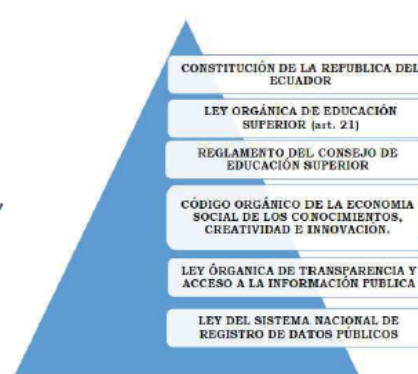 CONSTITUCIÓN DE LA REPUBLICA DEL
ECUADOR
LEY ORGÁNICA DE EDUCACIÓN
SUPERIOR (art. 21)
REGLAMENTO DEL CONSEJO DE
EDUCACIÓN SUPERIOR
CÓDIGO ORGÁNICO DE LA ECONOMIA
SOCIAL DE LOS CONOCIMIENTOS,
CREATIVIDAD E INNOVACIÓN.
LEY ÓRGANICA DE TRANSPARENCIA Y
ACCESO A LA INFORMACIÓN PUBLICA
LEY DEL SISTEMA NACIONAL DE
REGISTRO DE DATOS PÚBLICOS